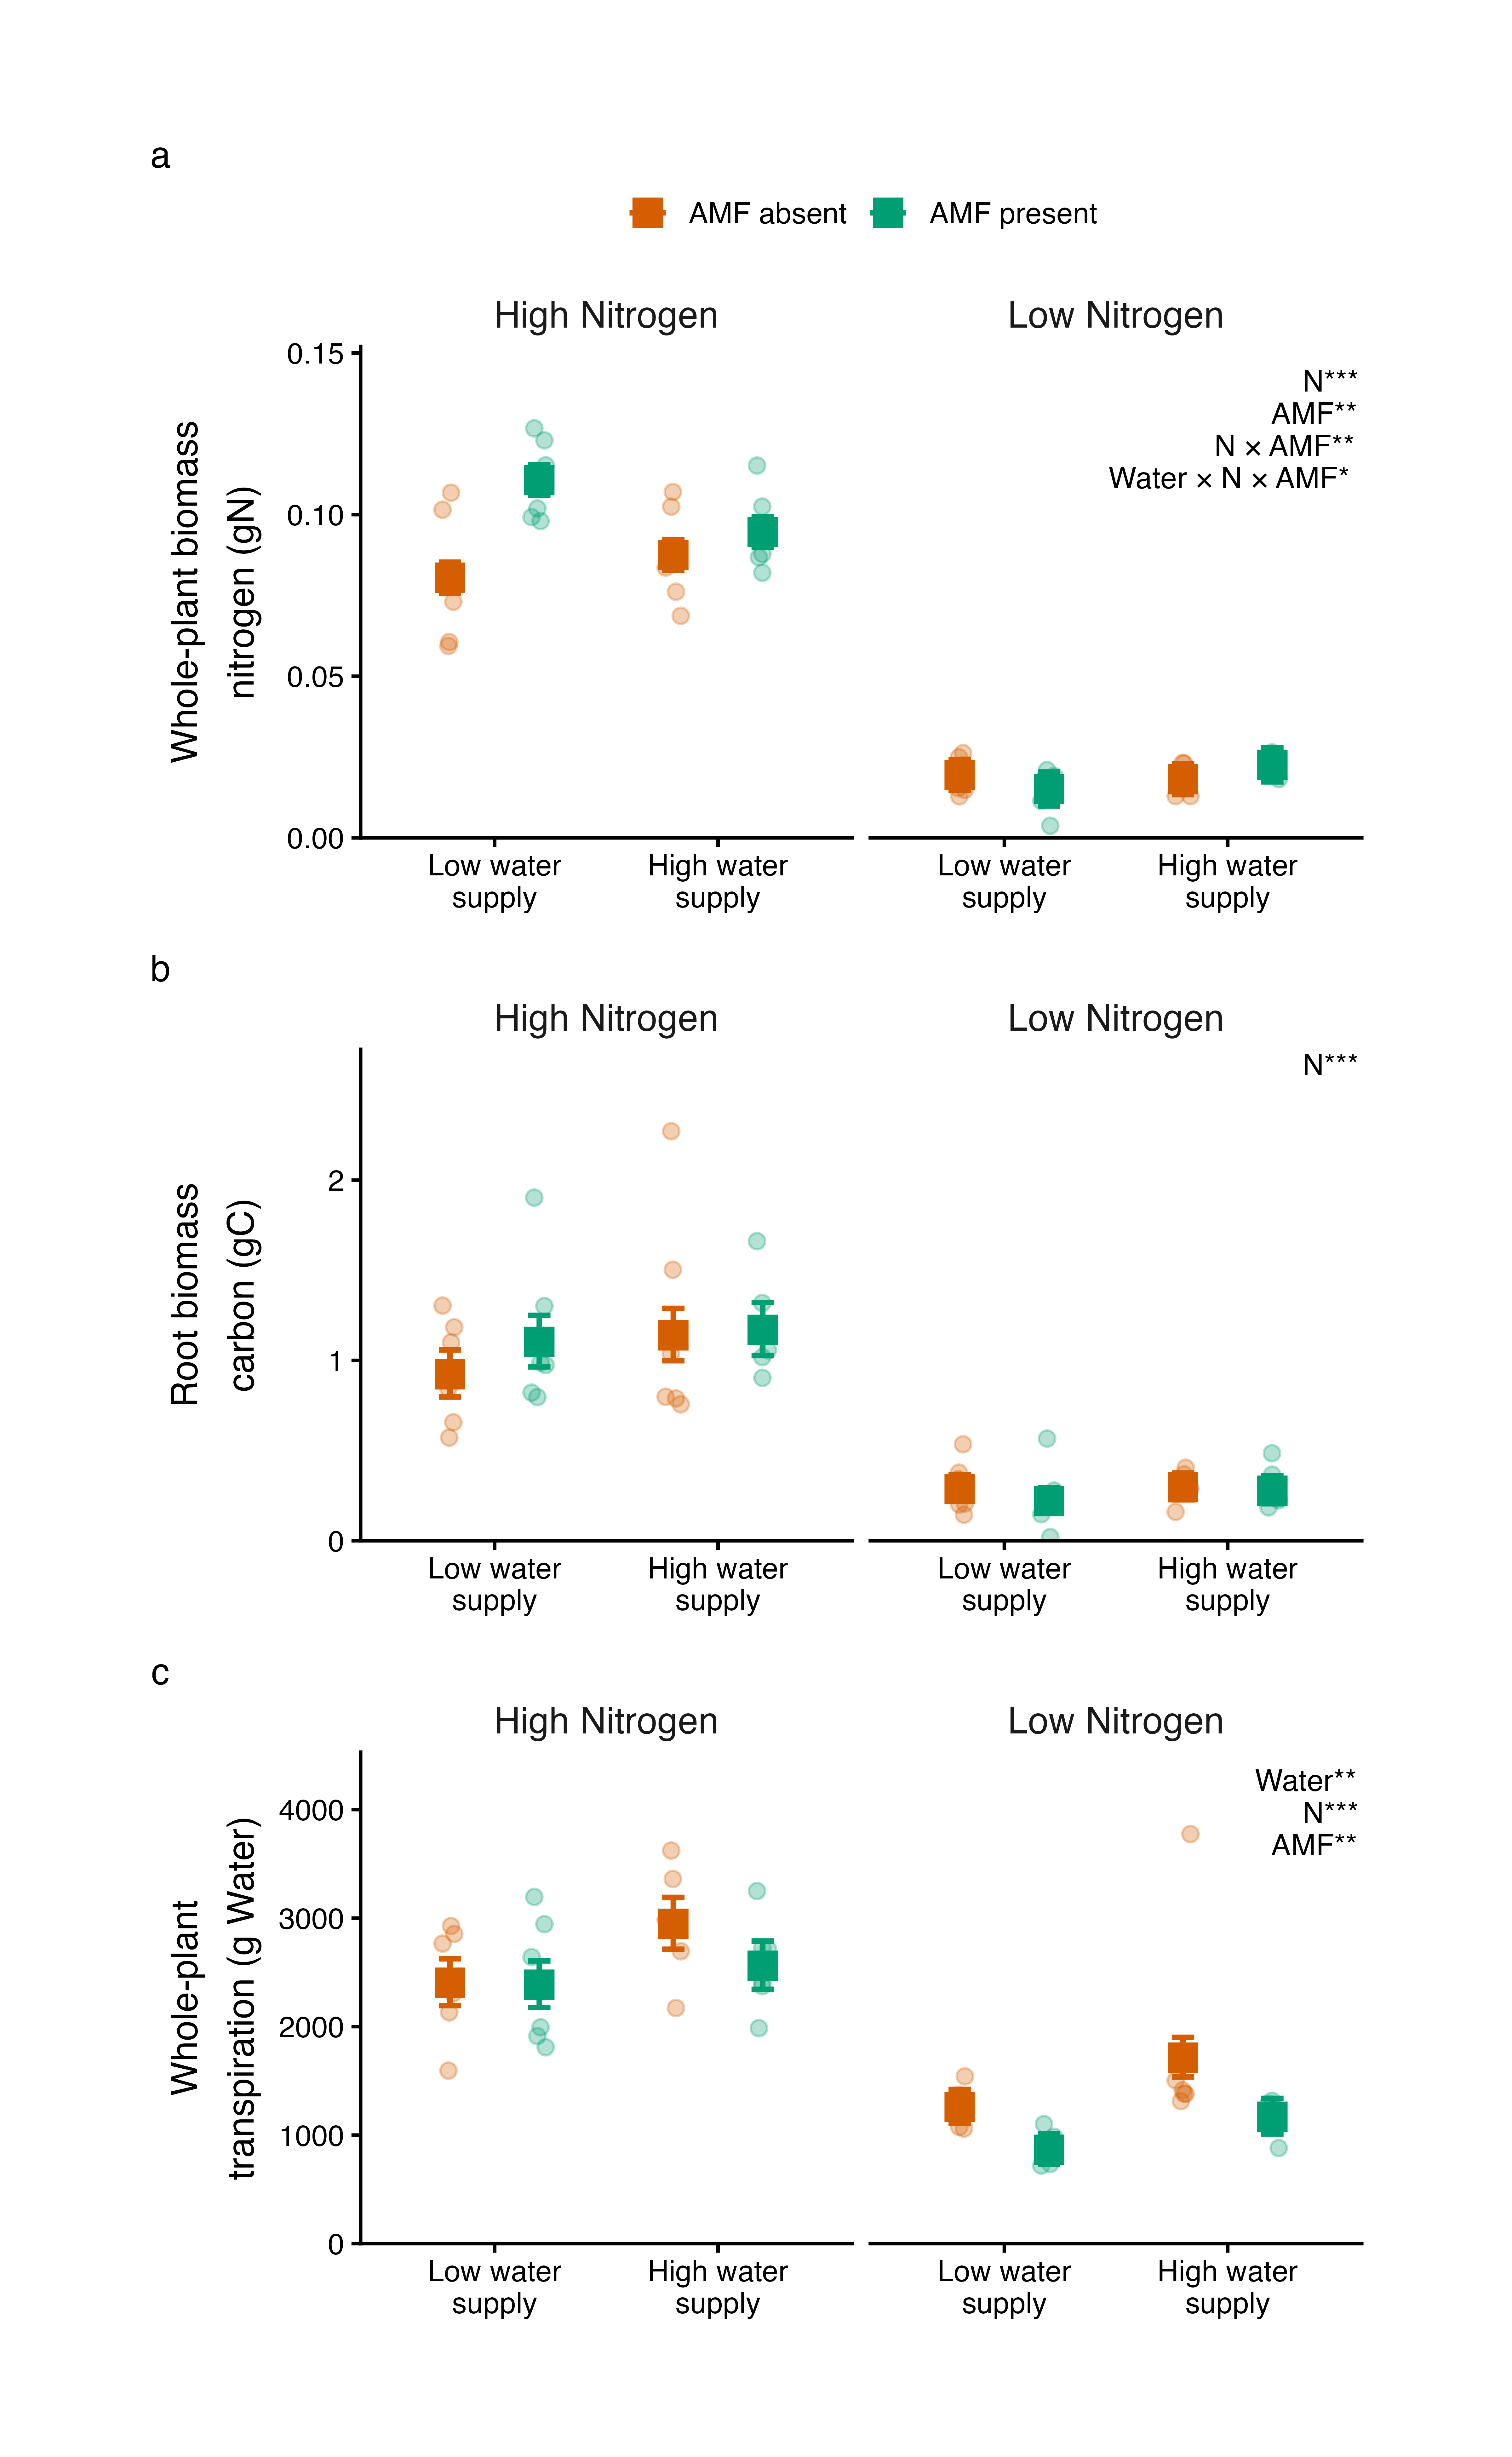 a
AMF absent AMF present
High Nitrogen Low Nitrogen
Whole-plant biomass
nitrogen (gN)
0.15
0.10
0.05
0.00
N***
AMF**
N × AMF**
Water × N × AMF*
Low water
supply
High water
supply
Low water
supply
High water
supply
b
High Nitrogen Low Nitrogen
Root biomass
carbon (gC)
2
1
0
N***
Low water
supply
High water
supply
Low water
supply
High water
supply
c
High Nitrogen Low Nitrogen
Whole-plant
transpiration (g Water)
4000
3000
2000
1000
0
Water**
N***
AMF**
Low water
supply
High water
supply
Low water
supply
High water
supply